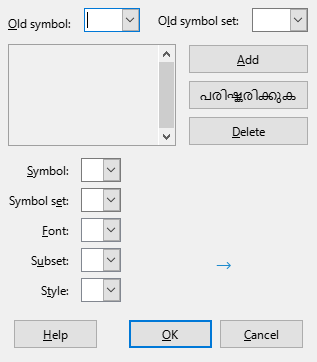 Old symbol: Old symbol set:
Add
പരിഷ്കരിക്കുക
Delete
Symbol:
Symbol set:
Font:
Subset:
→
Style:
Help OK Cancel